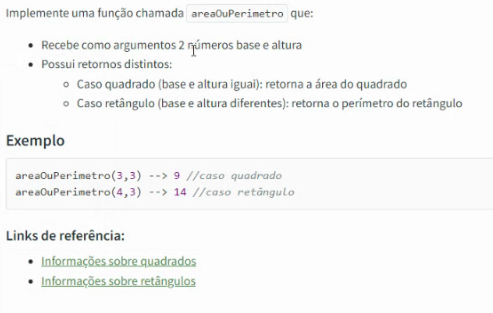 Implemente uma função chamada areaOuPerimetro que:
Recebe como argumentos 2 números base e altura
Possui retornos distintos:
Caso quadrado (base e altura iguai): retorna a área do quadrado
Caso retângulo (base e altura diferentes): retorna o perímetro do retângulo
Exemplo
areaOuPerimetro(3,3) --> 9 //caso quadrado
areaOuPerimetro(4,3) --> 14 //caso retângulo
Links de referência:
Informações sobre quadrados
Informações sobre retângulos